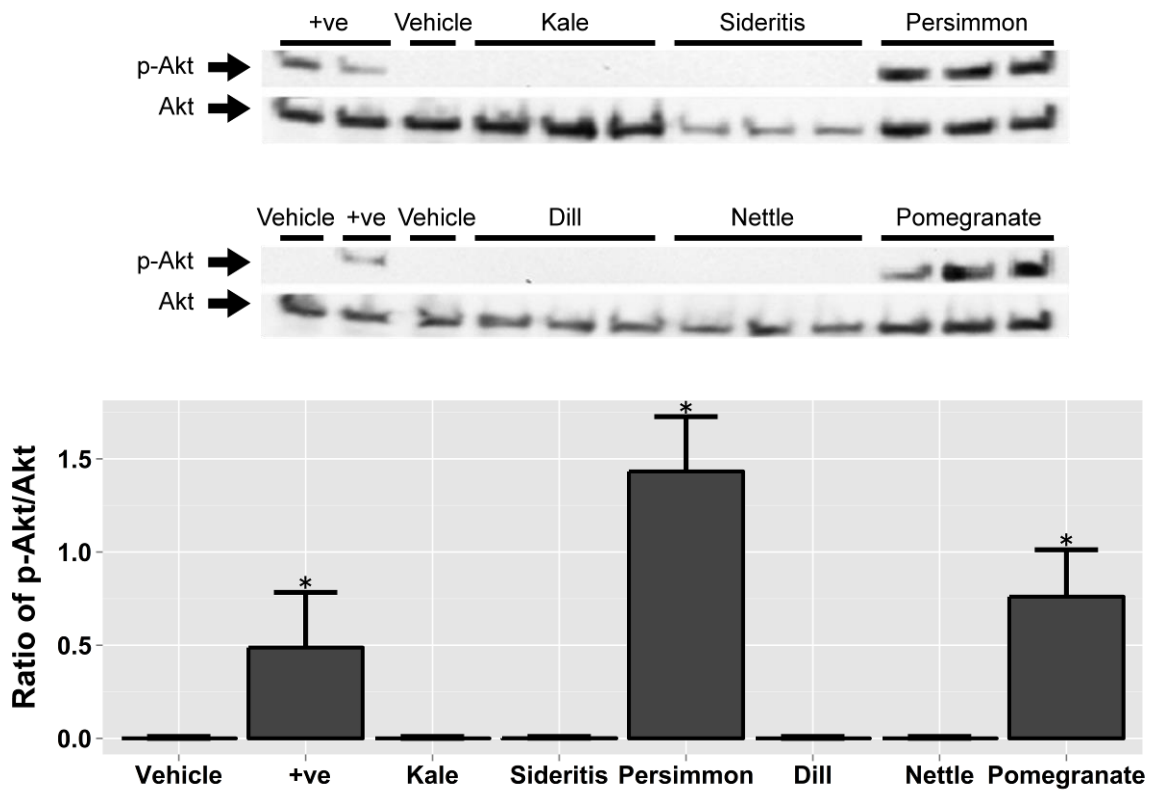 +ve Vehicle Kale Sideritis Persimmon
p-Akt
Akt
Vehicle +ve Vehicle Dill Nettle Pomegranate
p-Akt
Akt
Ratio of p-Akt/Akt
1.5
1.0
0.5
0.0
*
*
*
Vehicle +ve Kale Sideritis Persimmon Dill Nettle Pomegranate